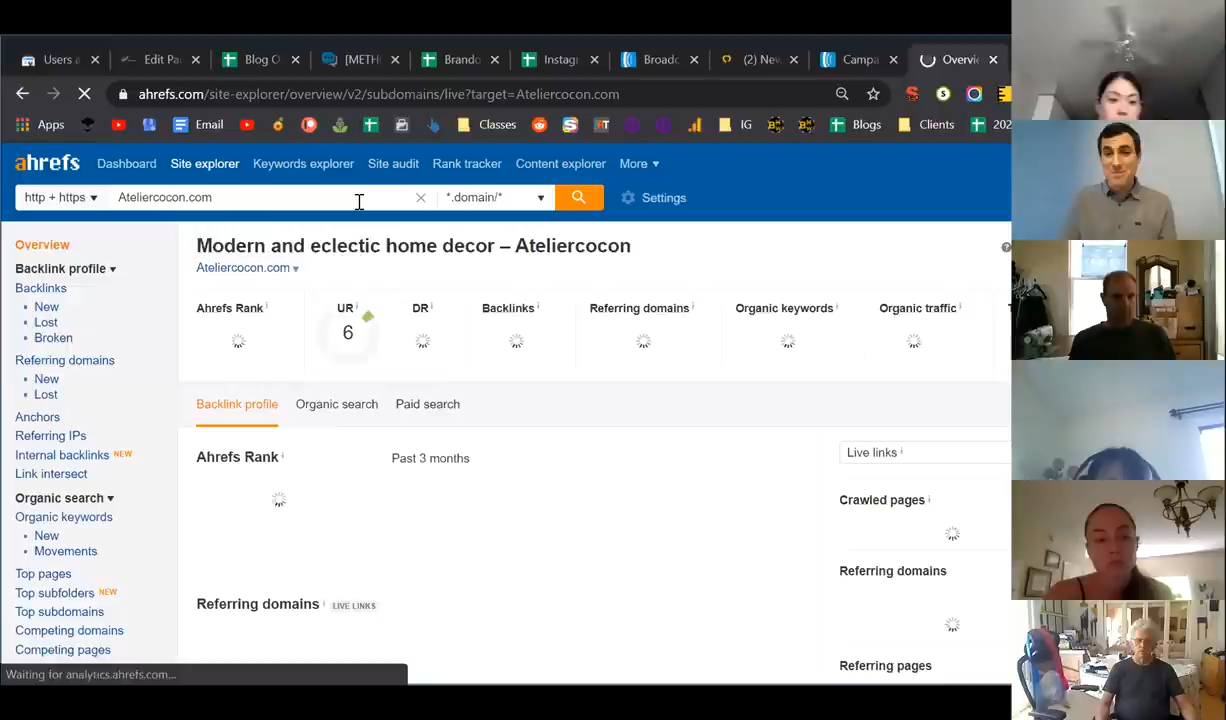 Users a
Edit Pa
Blog O
[METH
Brando
Instagr
Broadc
(2) New
Campa
Overvi
ahrefs.com/site-explorer/overview/v2/subdomains/live?target=Ateliercocon.com
Apps
Email
Classes
IG
Blogs
Clients
202
ahrefs
Dashboard
Site explorer
Keywords explorer
Site audit
Rank tracker
Content explorer
More
http + https
Ateliercocon.com
*.domain/*
Settings
Overview
Backlink profile
Backlinks
New
Lost
Broken
Referring domains
New
Lost
Anchors
Referring IPs
Internal backlinks NEW
Link intersect
Organic search
Organic keywords
New
Movements
Top pages
Top subfolders NEW
Top subdomains
Competing domains
Competing pages
Modern and eclectic home decor – Ateliercocon
Ateliercocon.com
Ahrefs Rank
UR
DR
Backlinks
Referring domains
Organic keywords
Organic traffic
6
Backlink profile
Organic search
Paid search
Ahrefs Rank
Past 3 months
Live links
Crawled pages
Referring domains
Referring domains LIVE LINKS
Referring pages
Waiting for analytics.ahrefs.com...